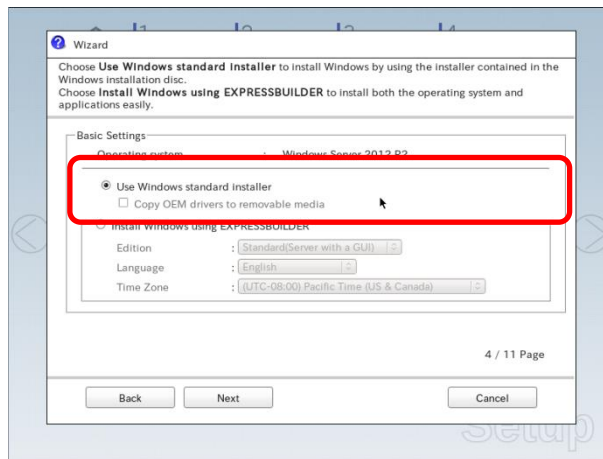 1 2 3 4
Wizard
Choose Use Windows standard Installer to install Windows by using the installer contained in the
Windows installation disc.
Choose Install Windows using EXPRESSBUILDER to install both the operating system and
applications easily.
Basic Settings
Operating system : Windows Server 2012 R2
Use Windows standard installer
Copy OEM drivers to removable media
Install Windows using EXPRESSBUILDER
Edition : Standard(Server with a GUI)
Language : English
Time Zone : (UTC-08:00) Pacific Time (US & Canada)
4 / 11 Page
Back Next Cancel
Setup